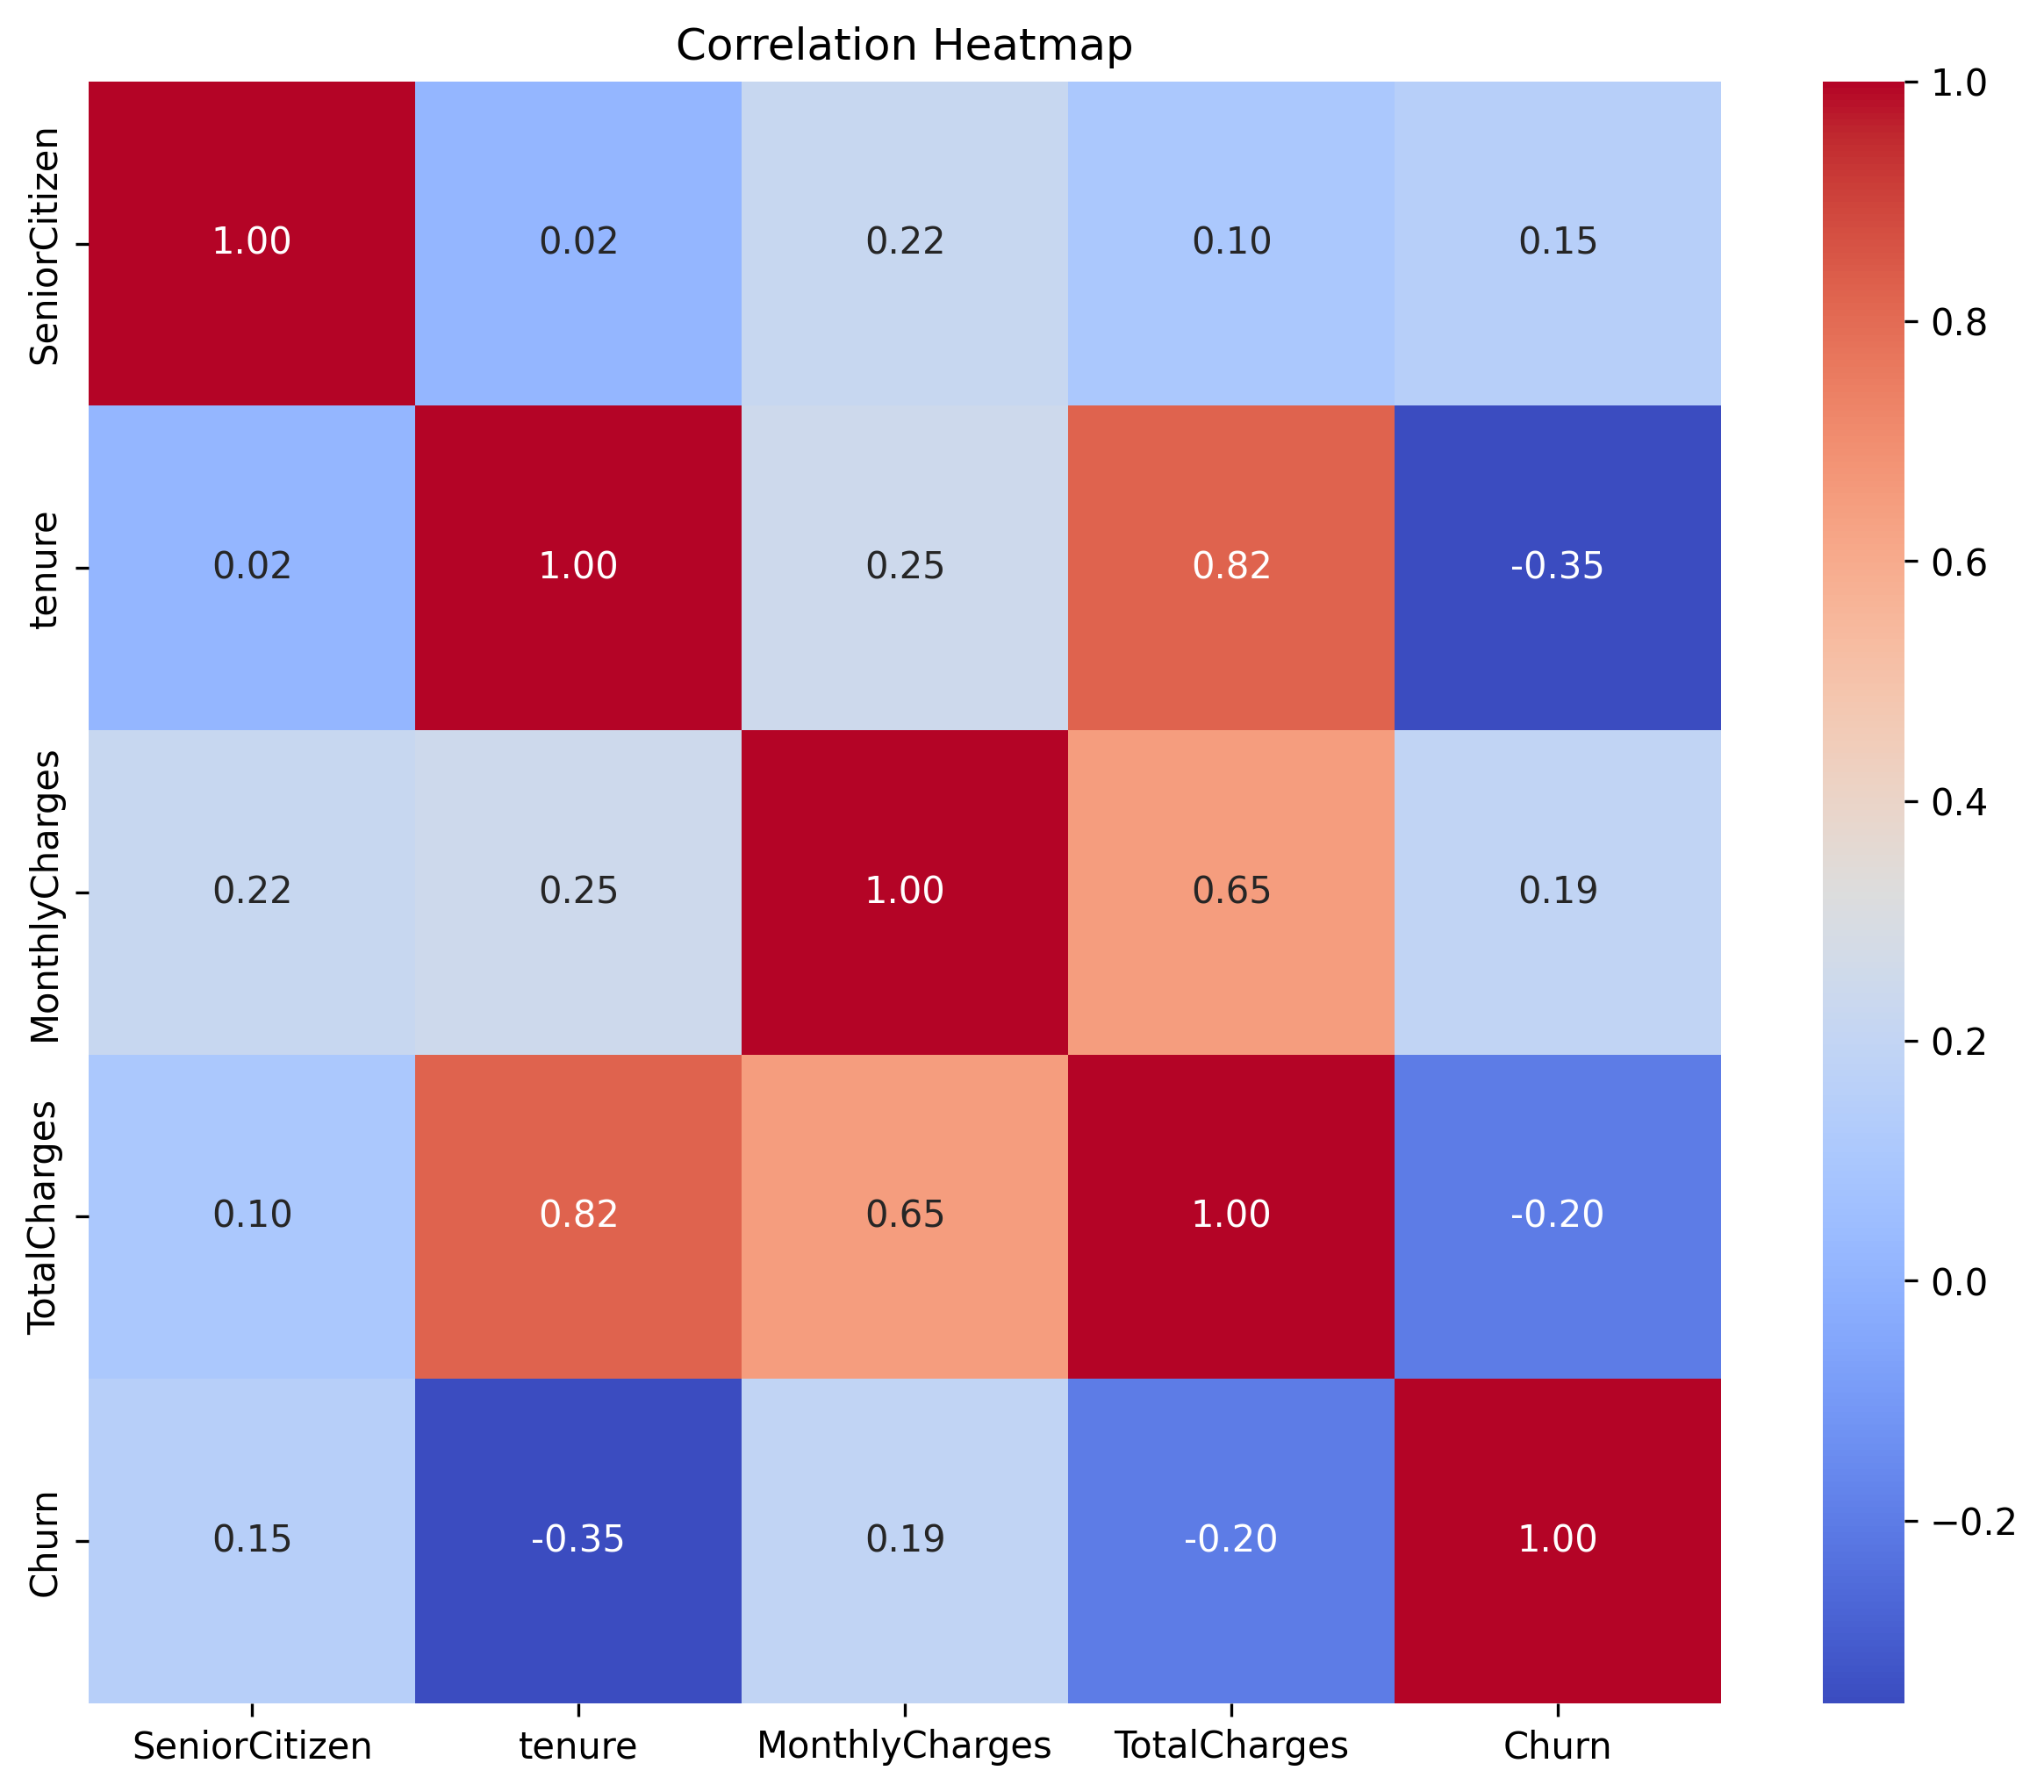 Correlation Heatmap
SeniorCitizen
1.00 0.02 0.22 0.10 0.15
tenure
0.02 1.00 0.25 0.82 -0.35
MonthlyCharges
0.22 0.25 1.00 0.65 0.19
TotalCharges
0.10 0.82 0.65 1.00 -0.20
Churn
0.15 -0.35 0.19 -0.20 1.00
SeniorCitizen tenure MonthlyCharges TotalCharges Churn
1.0
0.8
0.6
0.4
0.2
0.0
−0.2